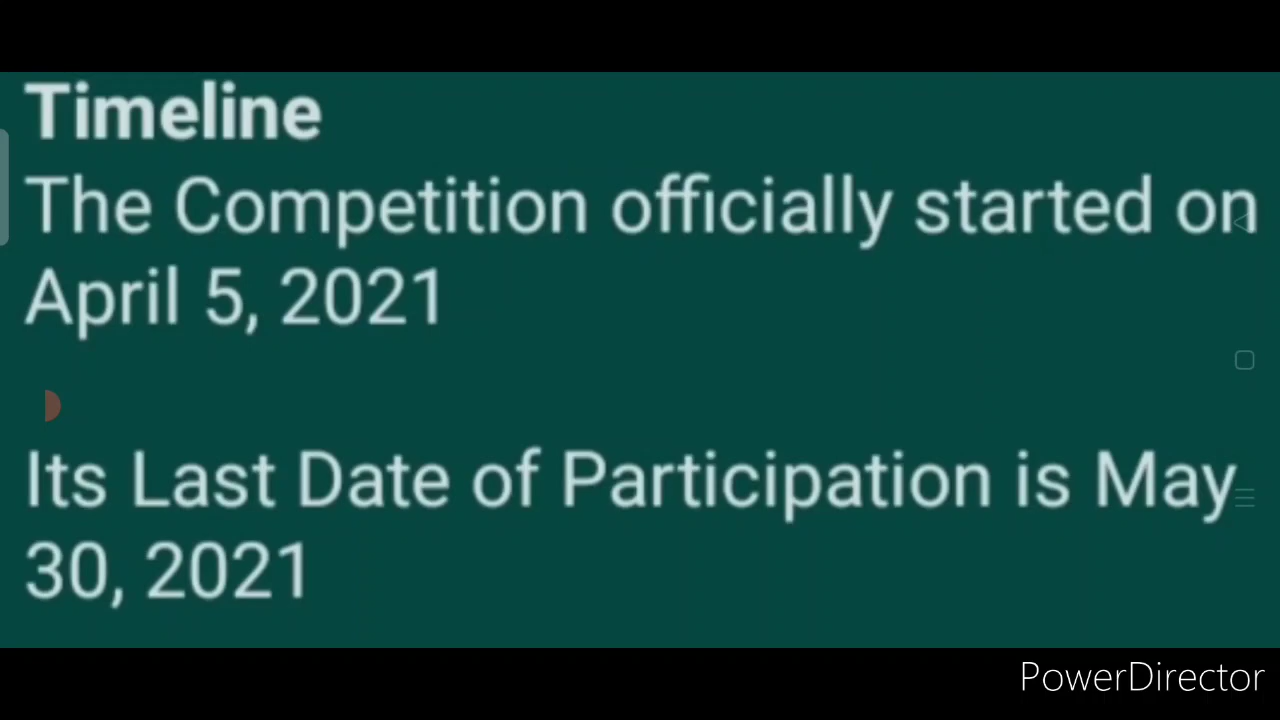 Timeline
The Competition officially started on
April 5, 2021
Its Last Date of Participation is May
30, 2021
PowerDirector